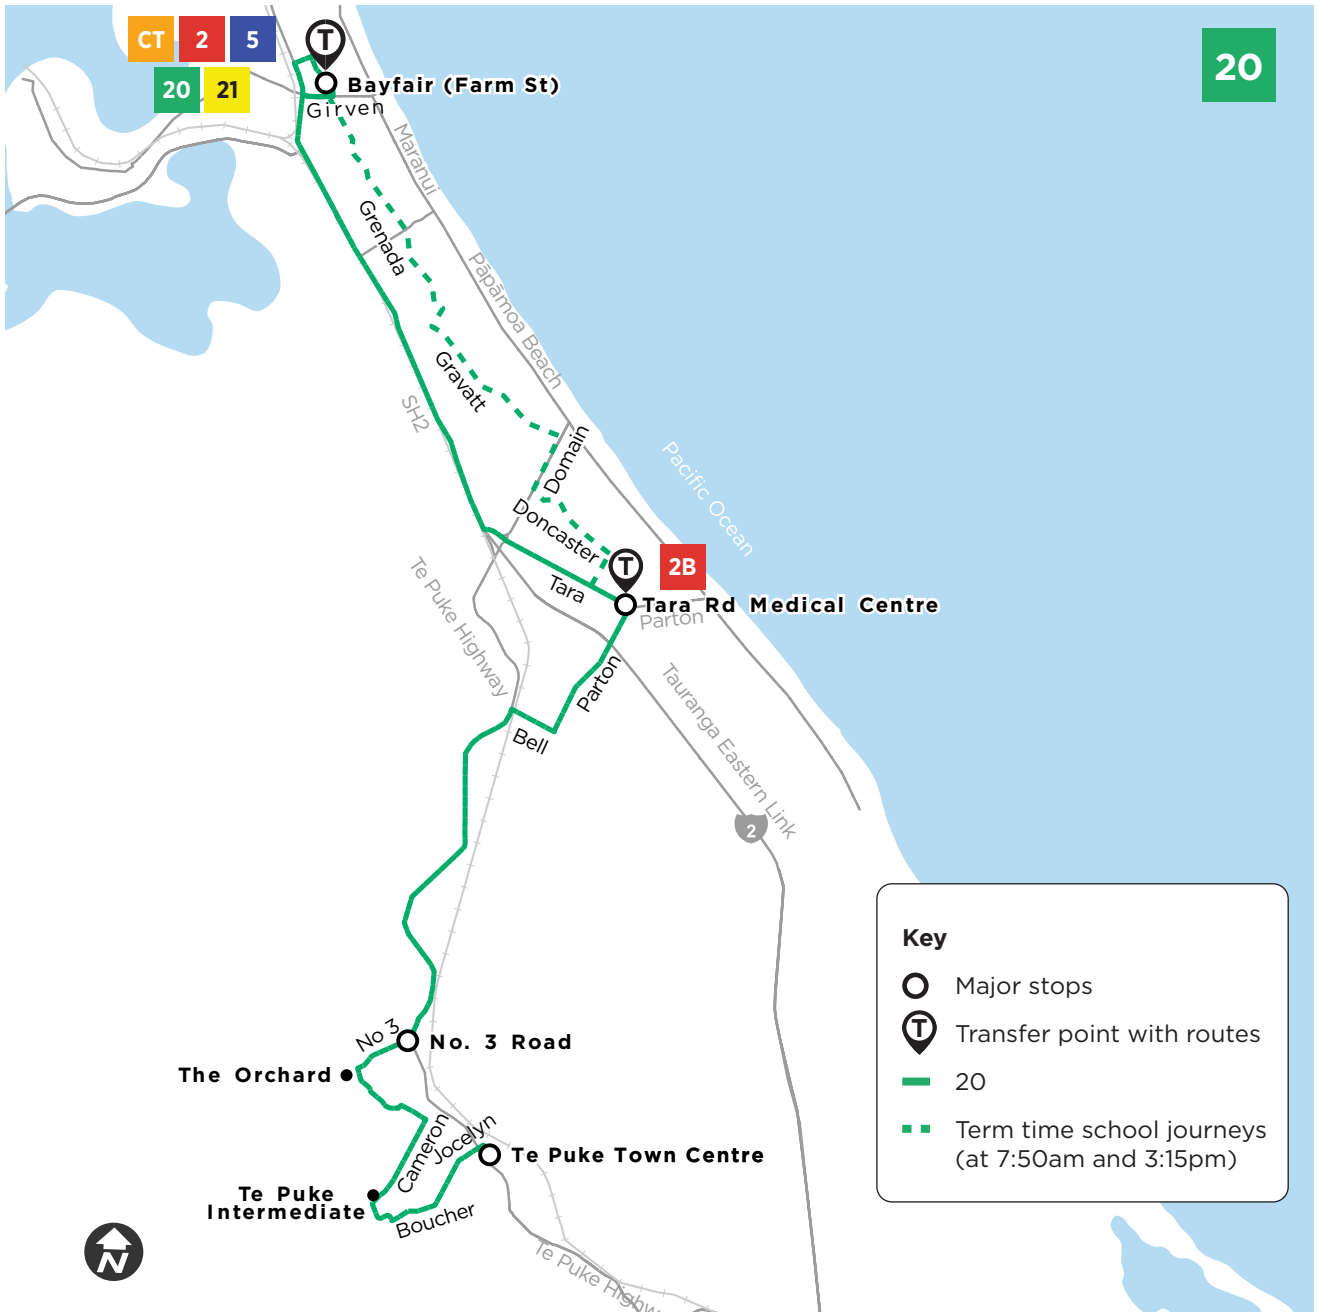 CT 2 5
20 21
T
Bayfair (Farm St)
Girven
20
Maranui
Grenada
Pāpāmoa Beach
Gravatt
SH2
Domain
Pacific Ocean
Doncaster
T
2B
Te Puke Highway
Tara
Tara Rd Medical Centre
Parton
Parton
Tauranga Eastern Link
Bell
2
Key
Major stops
T
Transfer point with routes
20
Term time school journeys
(at 7:50am and 3:15pm)
No 3
No. 3 Road
The Orchard
Cameron
Jocelyn
Te Puke Town Centre
Te Puke
Intermediate
Boucher
N
Te Puke Highw